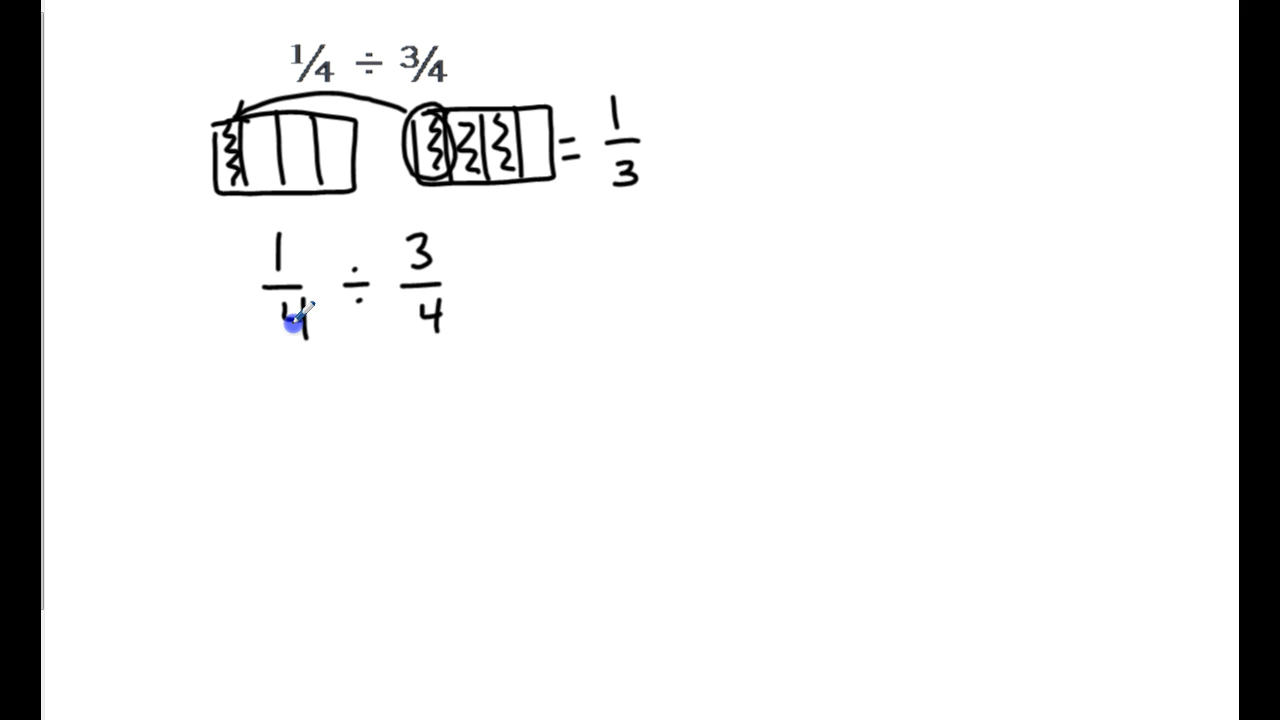 ¼ ÷ ¾
= 1/3
1/4 ÷ 3/4